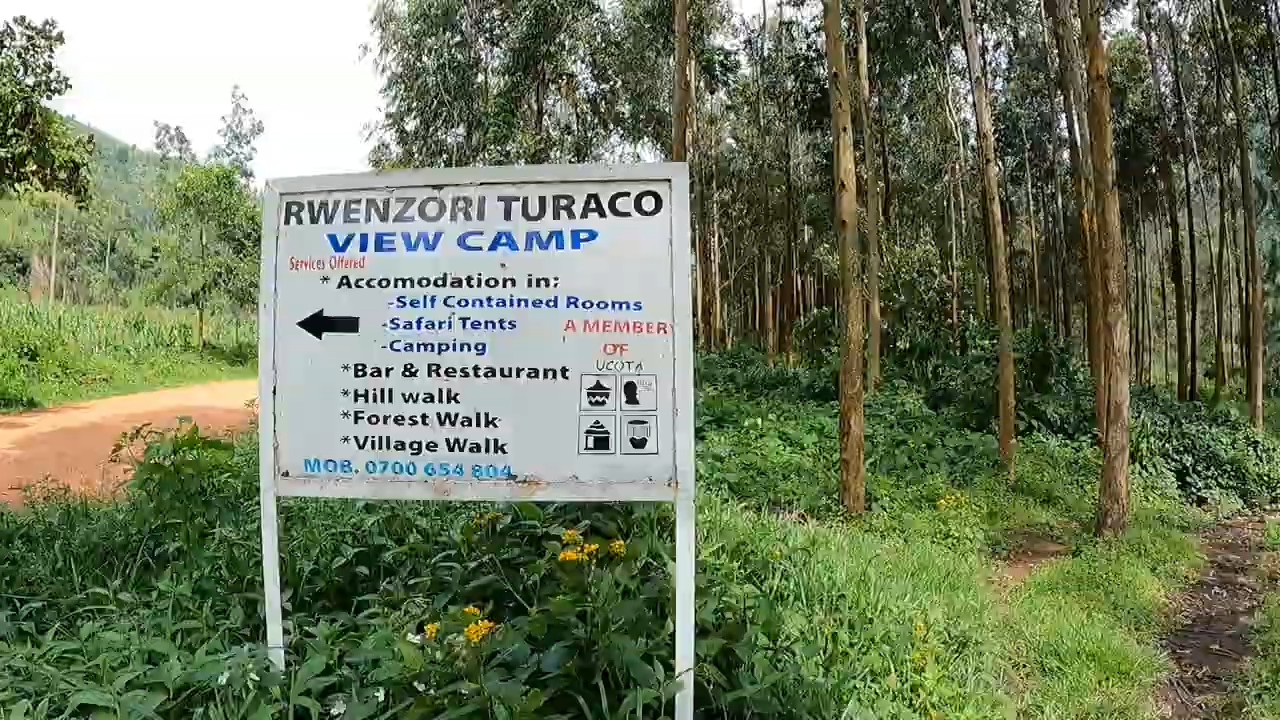 RWENZORI TURACO
VIEW CAMP
Services Offered
* Accomodation in:
-Self Contained Rooms
-Safari Tents
-Camping
*Bar & Restaurant
*Hill walk
*Forest Walk
*Village Walk
MOB. 0700 654 804
A MEMBER
OF
UCOTA